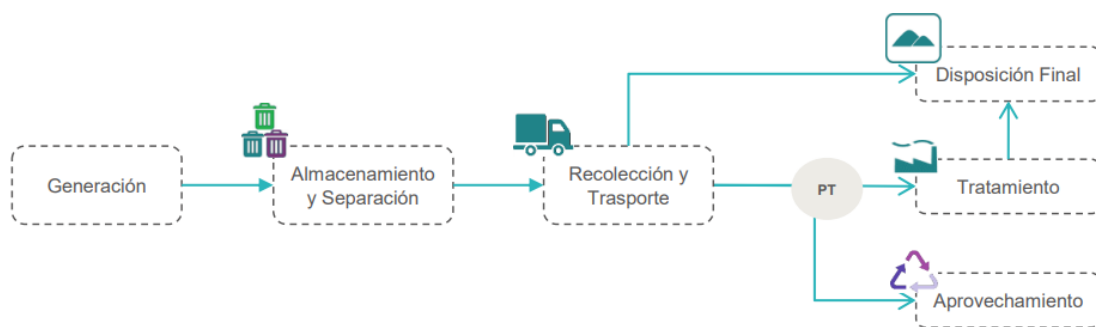 Disposición Final
Generación
Almacenamiento
y Separación
Recolección y
Trasporte
PT
Tratamiento
Aprovechamiento